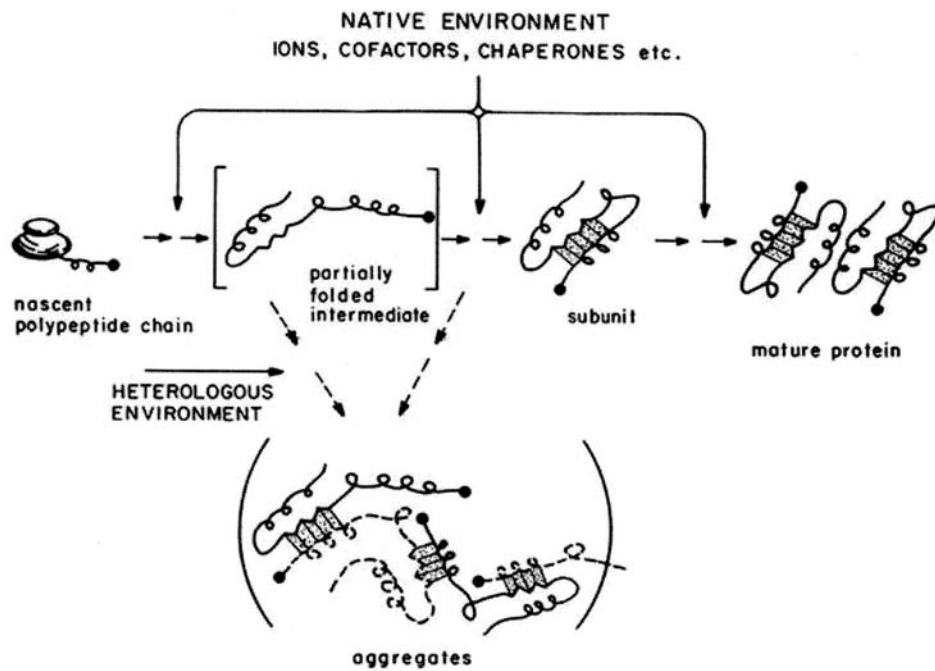 NATIVE ENVIRONMENT
IONS, COFACTORS, CHAPERONES etc.
nascent
polypeptide chain
partially
folded
intermediate
subunit
mature protein
HETEROLOGOUS
ENVIRONMENT
aggregates